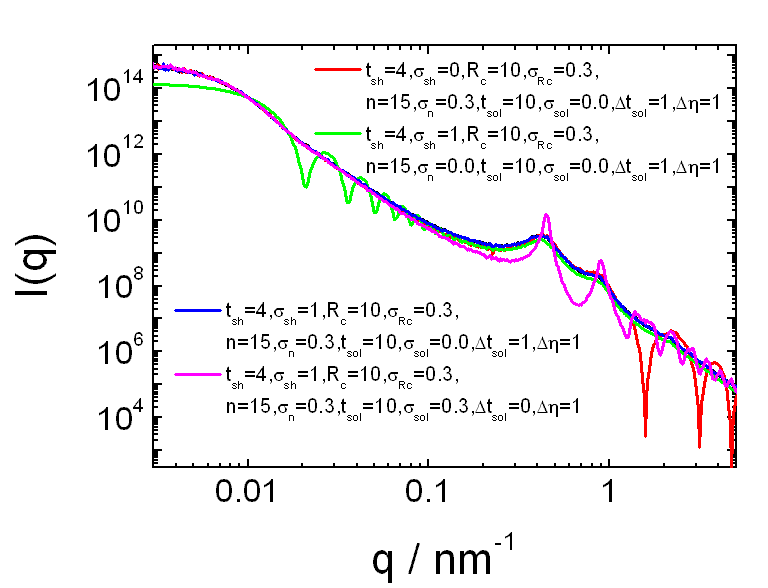 I(q)
10^14
10^12
10^10
10^8
10^6
10^4
t_sh=4,σ_sh=0,R_c=10,σ_Rc=0.3,
n=15,σ_n=0.3,t_sol=10,σ_sol=0.0,Δt_sol=1,Δη=1
t_sh=4,σ_sh=1,R_c=10,σ_Rc=0.3,
n=15,σ_n=0.0,t_sol=10,σ_sol=0.0,Δt_sol=1,Δη=1
t_sh=4,σ_sh=1,R_c=10,σ_Rc=0.3,
n=15,σ_n=0.3,t_sol=10,σ_sol=0.0,Δt_sol=1,Δη=1
t_sh=4,σ_sh=1,R_c=10,σ_Rc=0.3,
n=15,σ_n=0.3,t_sol=10,σ_sol=0.3,Δt_sol=0,Δη=1
0.01 0.1 1
q / nm^-1